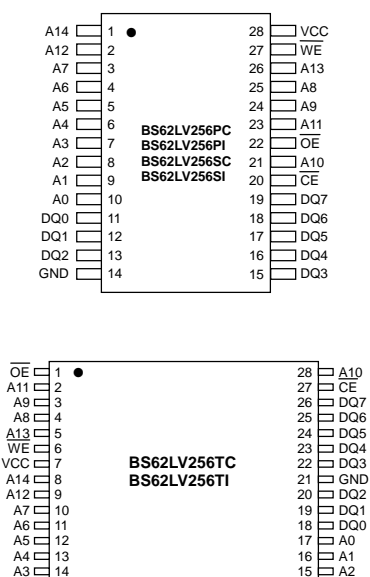 A14 1 28 VCC
A12 2 27 WE
A7 3 26 A13
A6 4 25 A8
A5 5 24 A9
A4 6 BS62LV256PC 23 A11
A3 7 BS62LV256PI 22 OE
A2 8 BS62LV256SC 21 A10
A1 9 BS62LV256SI 20 CE
A0 10 19 DQ7
DQ0 11 18 DQ6
DQ1 12 17 DQ5
DQ2 13 16 DQ4
GND 14 15 DQ3
OE 1 28 A10
A11 2 27 CE
A9 3 26 DQ7
A8 4 25 DQ6
A13 5 24 DQ5
WE 6 23 DQ4
VCC 7 BS62LV256TC 22 DQ3
A14 8 BS62LV256TI 21 GND
A12 9 20 DQ2
A7 10 19 DQ1
A6 11 18 DQ0
A5 12 17 A0
A4 13 16 A1
A3 14 15 A2